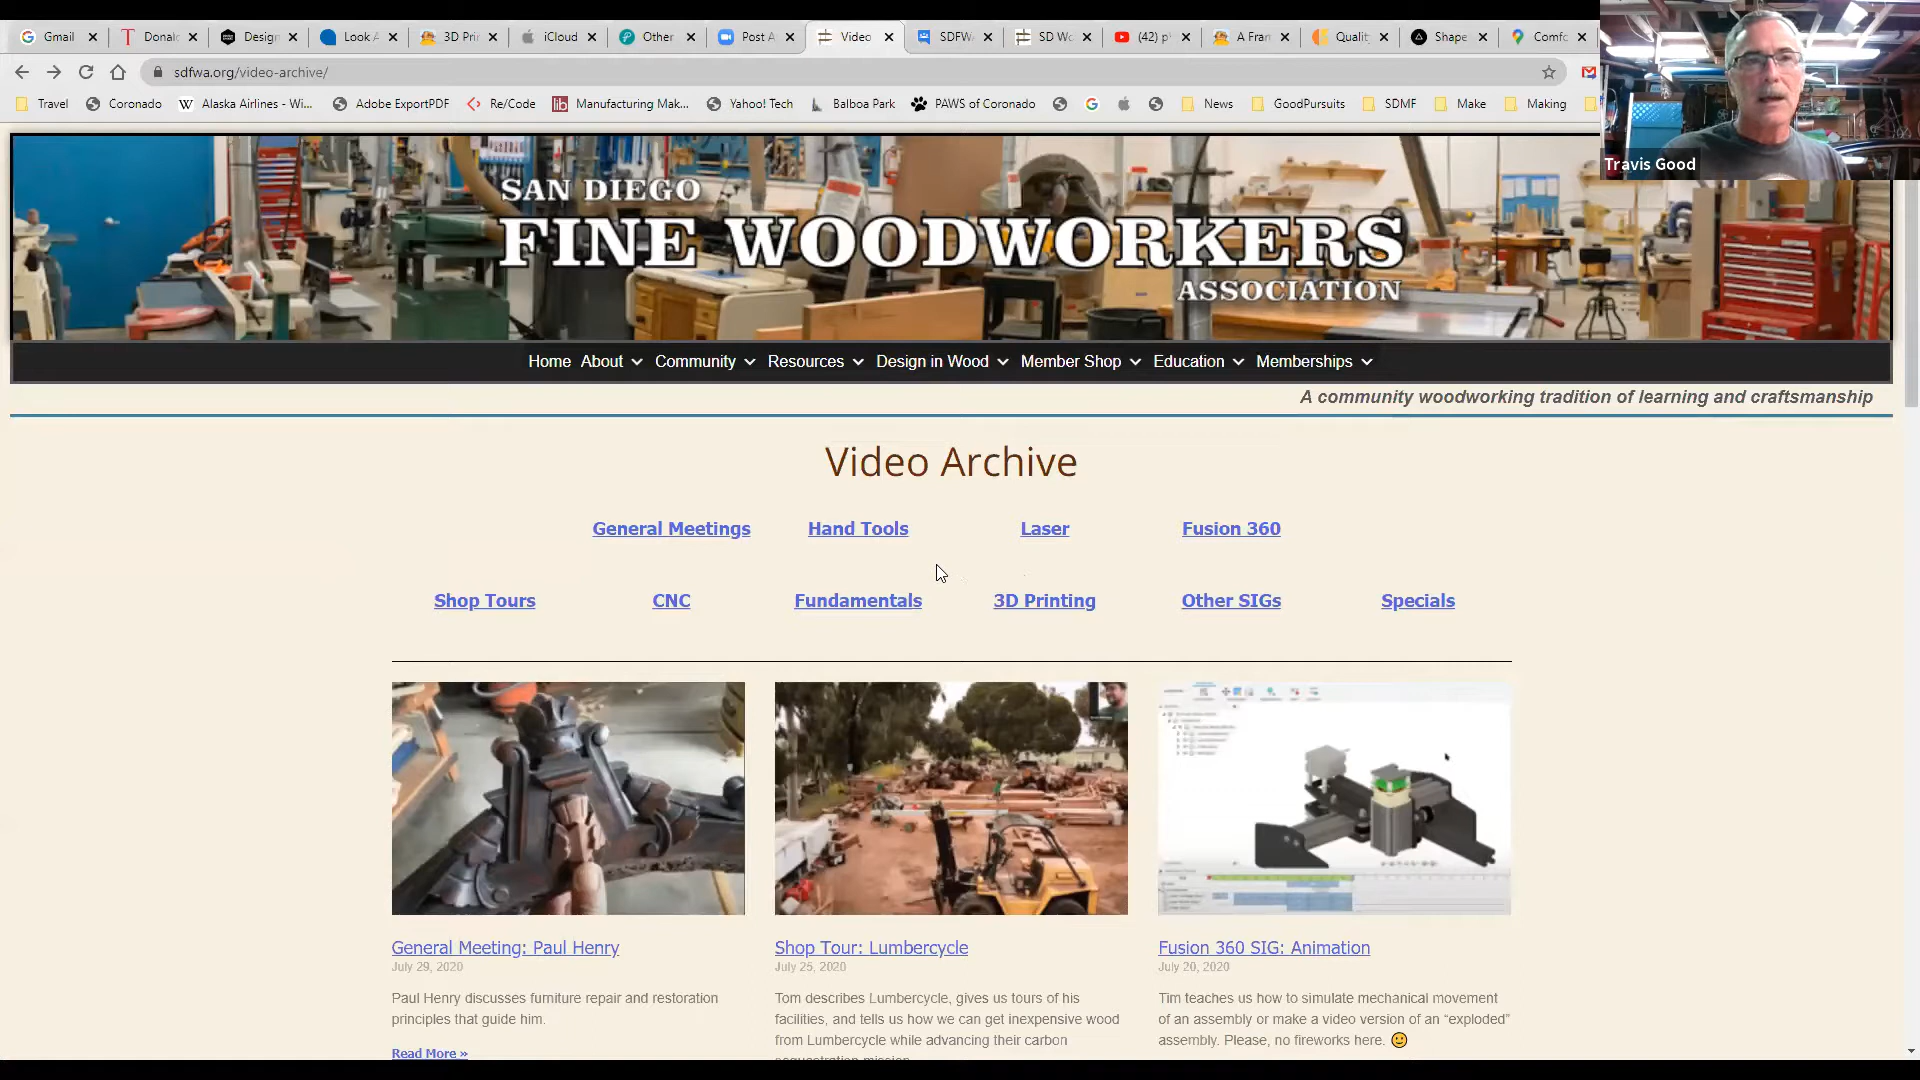 Gmail
Donal
Design
Look A
3D Prin
iCloud
Other
Post A
Video
SDFWA
SD Wo
(42) p
A Fram
Quality
Shape
Comfo
sdfwa.org/video-archive/
Travel
Coronado
Alaska Airlines - Wi...
Adobe ExportPDF
Re/Code
Manufacturing Mak...
Yahoo! Tech
Balboa Park
PAWS of Coronado
News
GoodPursuits
SDMF
Make
Making
Travis Good
SAN DIEGO
FINE WOODWORKERS
ASSOCIATION
Home About Community Resources Design in Wood Member Shop Education Memberships
A community woodworking tradition of learning and craftsmanship
Video Archive
General Meetings Hand Tools Laser Fusion 360
Shop Tours CNC Fundamentals 3D Printing Other SIGs Specials
General Meeting: Paul Henry
July 29, 2020
Paul Henry discusses furniture repair and restoration
principles that guide him.
Read More »
Shop Tour: Lumbercycle
July 25, 2020
Tom describes Lumbercycle, gives us tours of his
facilities, and tells us how we can get inexpensive wood
from Lumbercycle while advancing their carbon
sequestration mission.
Fusion 360 SIG: Animation
July 20, 2020
Tim teaches us how to simulate mechanical movement
of an assembly or make a video version of an “exploded”
assembly. Please, no fireworks here.